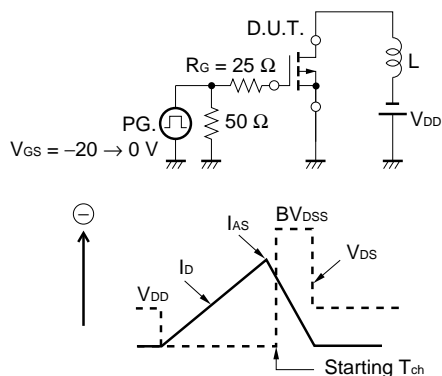 D.U.T.
RG = 25 Ω
L
PG.
50 Ω
VDD
VGS = −20 → 0 V
−
BVDSS
IAS
ID
VDS
VDD
Starting Tch